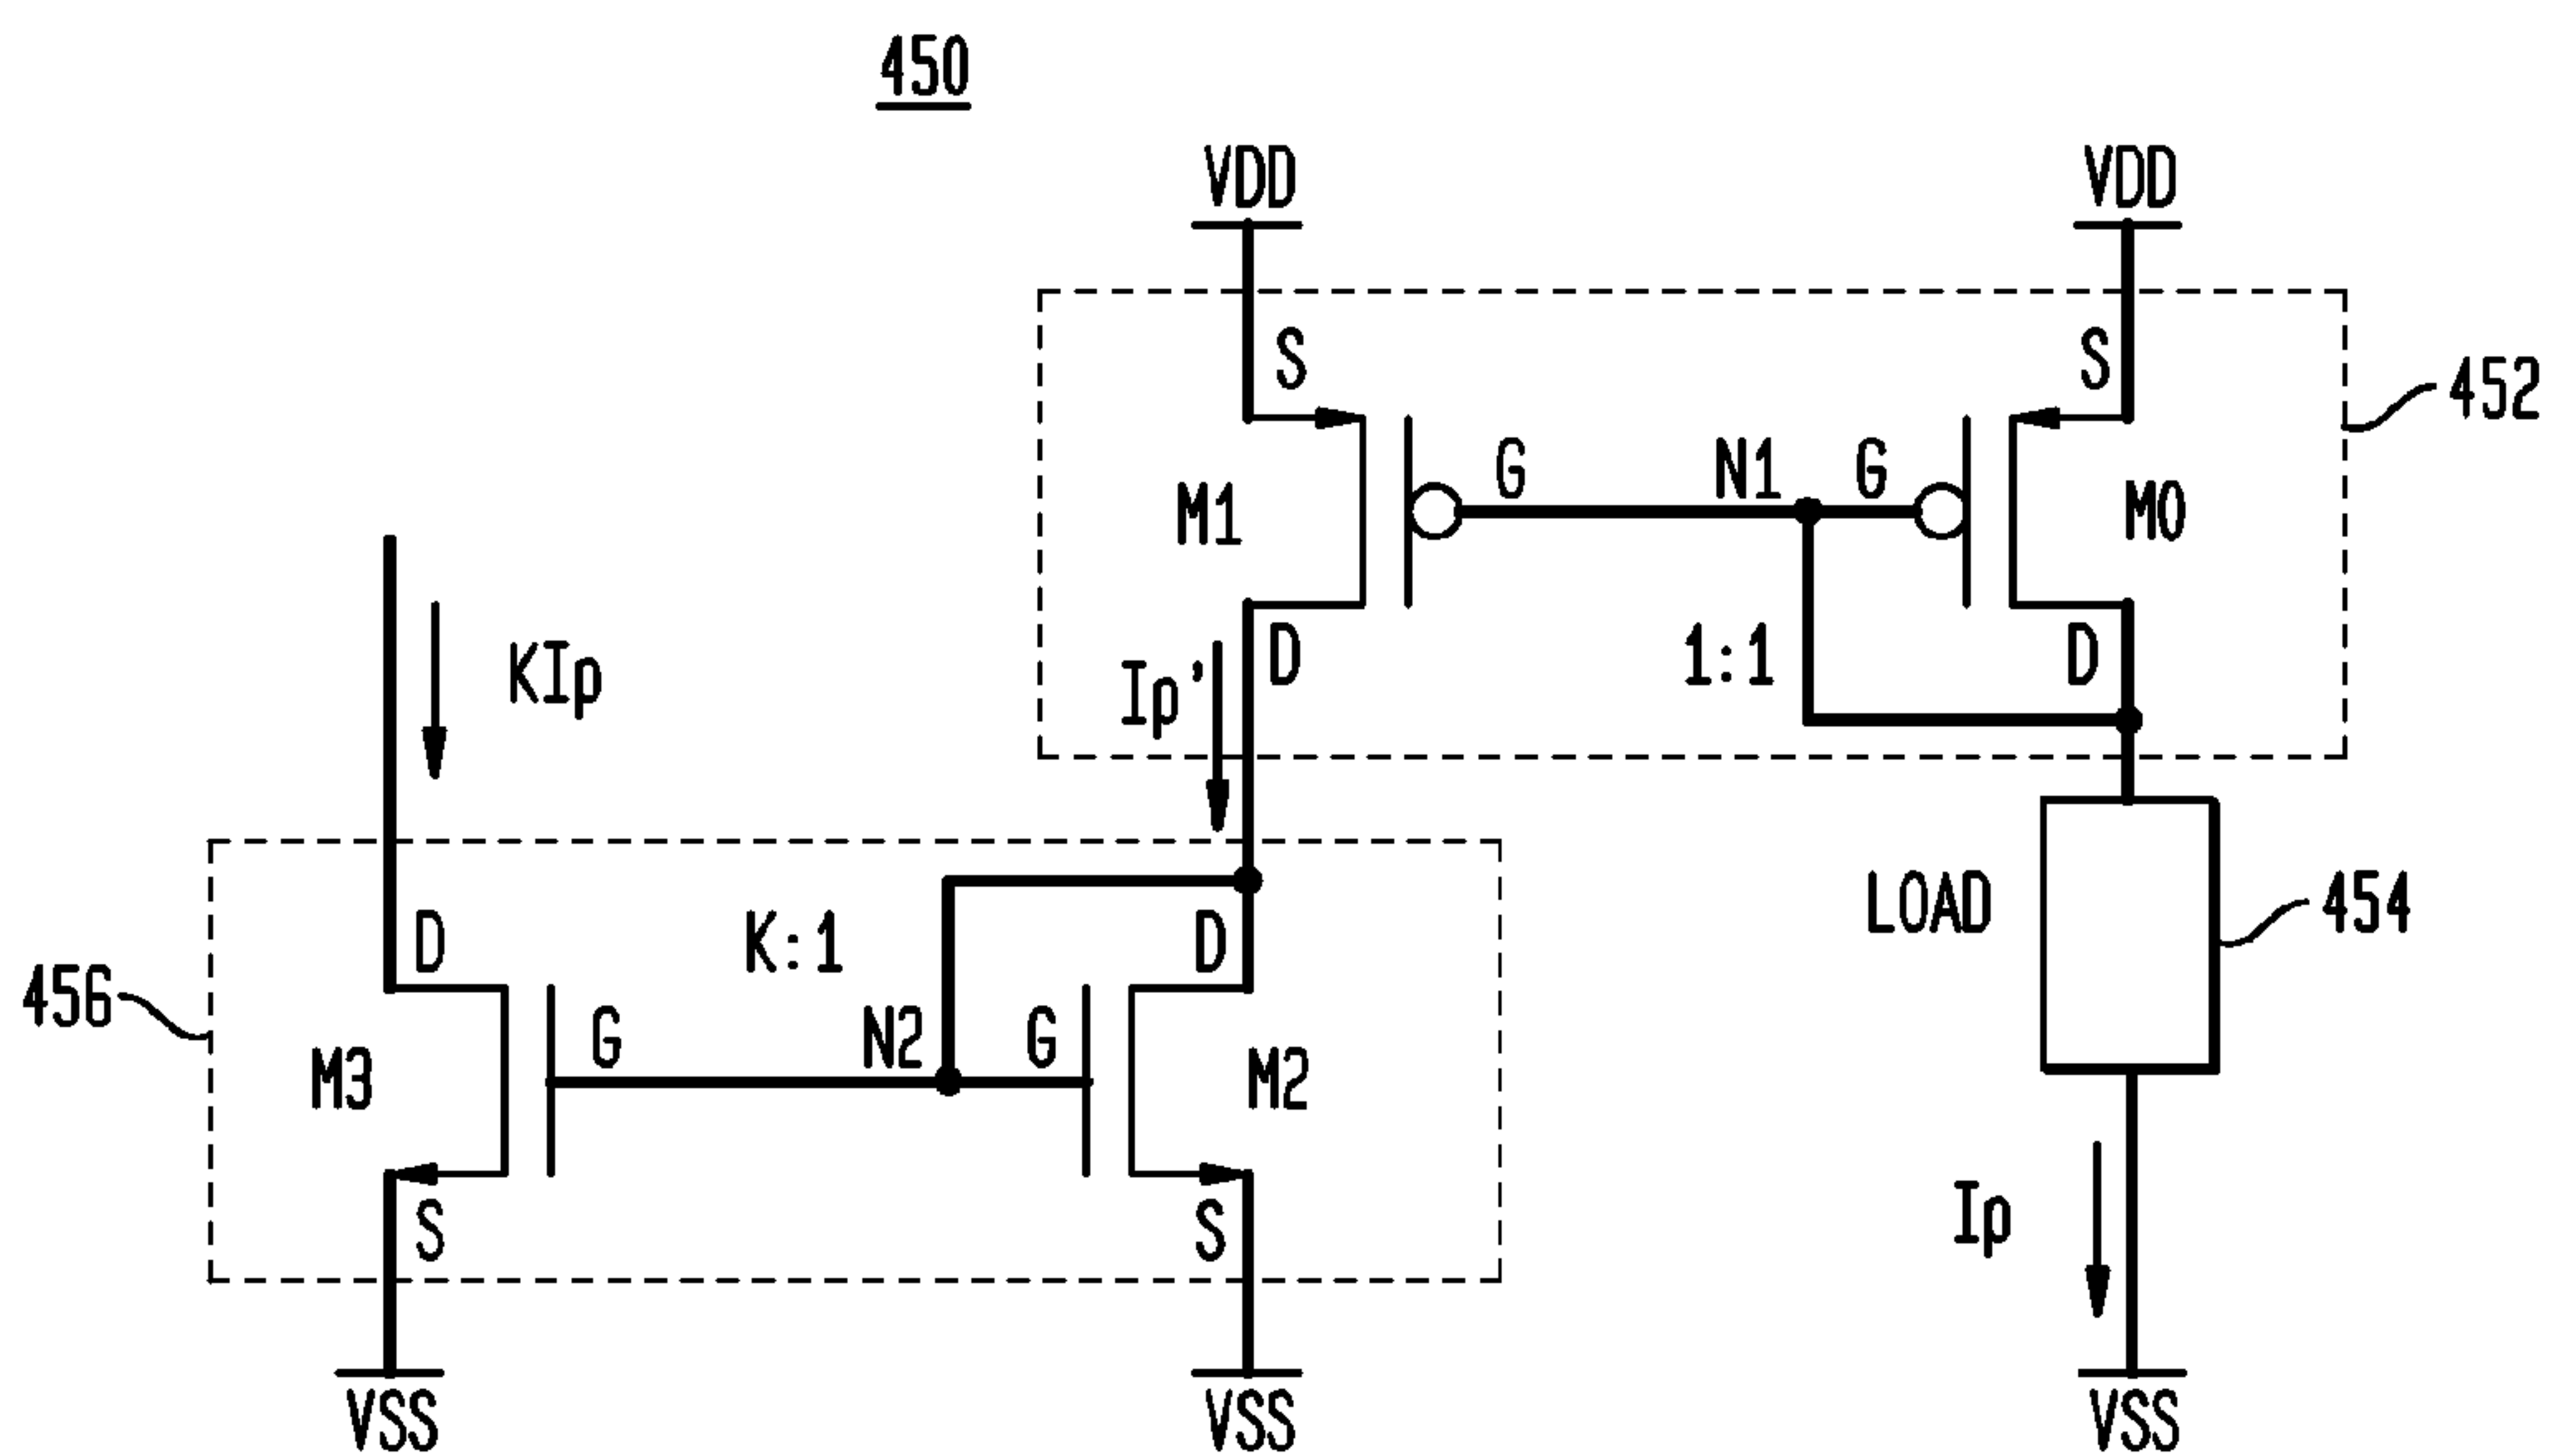 450
VDD VDD
S S
452
M1 G N1 G M0
KIp Ip' D 1:1 D
LOAD 454
D K:1 D
456 G N2 G
M3 M2
S S Ip
VSS VSS VSS